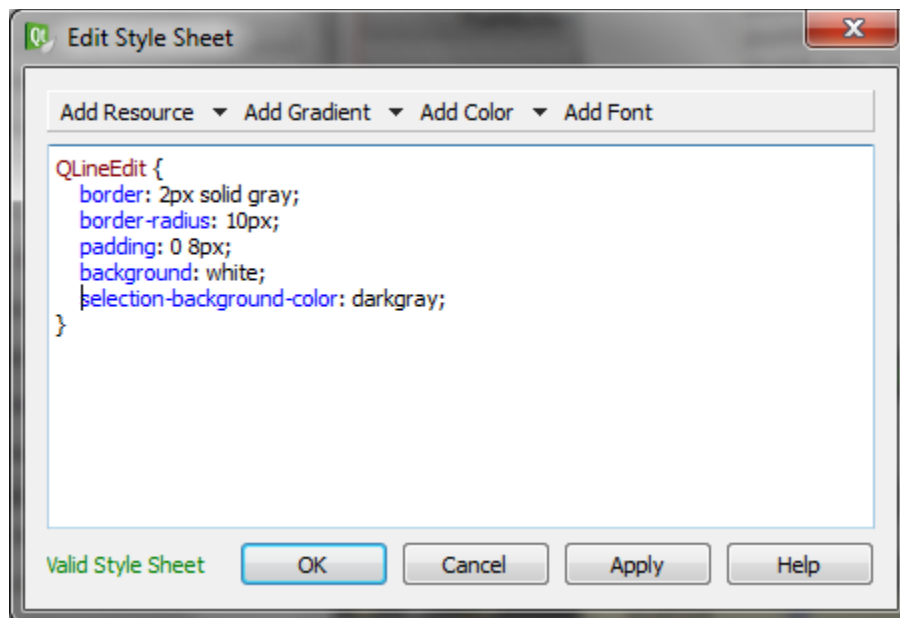 Qt Edit Style Sheet X
Add Resource Add Gradient Add Color Add Font
QLineEdit {
border: 2px solid gray;
border-radius: 10px;
padding: 0 8px;
background: white;
selection-background-color: darkgray;
}
Valid Style Sheet OK Cancel Apply Help